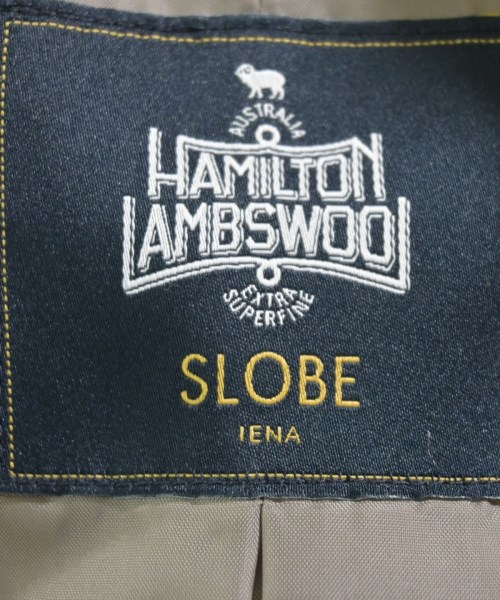 AUSTRALIA
HAMILTON
LAMBSWOOL
EXTRA
SUPERFINE
SLOBE
IENA